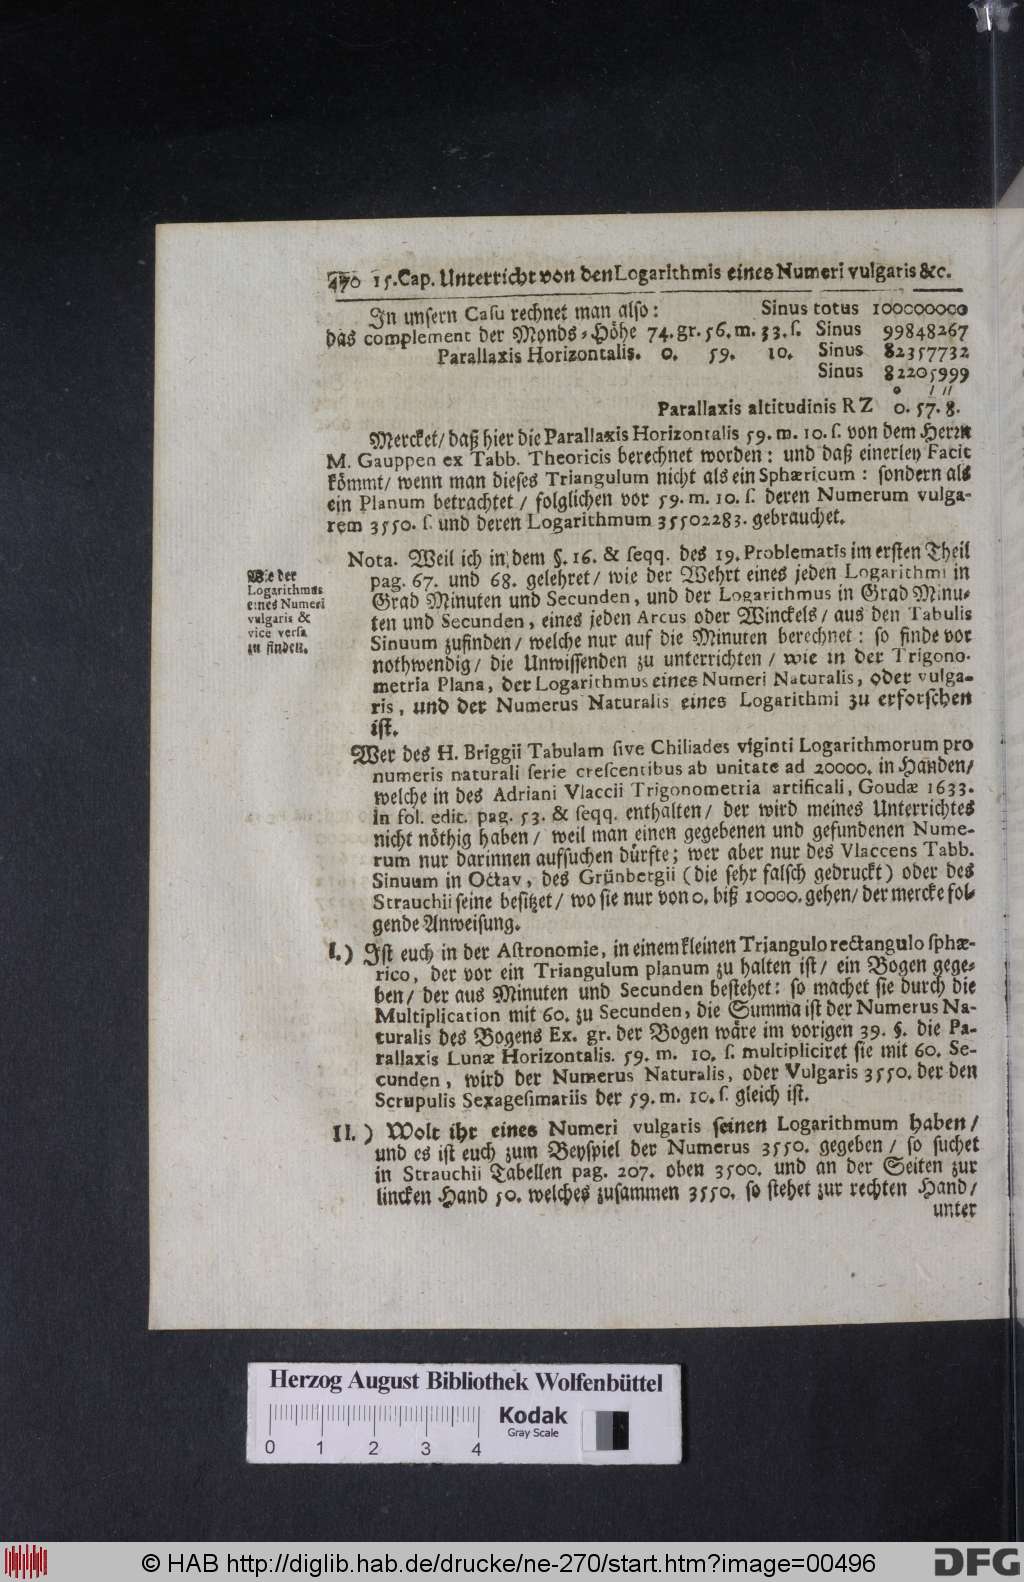 470 15. Cap. Unterricht von den Logarithmis eines Numeri vulgaris &c.
In unsern Casu rechnet man also: Sinus totus 100000000
das complement der Monds-Höhe 74. gr. 56. m. 33. s. Sinus 99848267
Parallaxis Horizontalis. 0. 59. 10. Sinus 82357732
Sinus 82205999
0 / //
Parallaxis altitudinis R Z 0. 57. 8.
Mercket/ daß hier die Parallaxis Horizontalis 59. m. 10. s. von dem Herrn
M. Gauppen ex Tabb. Theoricis berechnet worden: und daß einerley Facit
kömmt/ wenn man dieses Triangulum nicht als ein Sphæricum: sondern als
ein Planum betrachtet/ folglichen vor 59. m. 10. s. deren Numerum vulga-
rem 3550. s. und deren Logarithmum 35502283. gebrauchet.
Wie der
Logarithmus
eines Numeri
vulgaris &
vice versa
zu finden.
Nota. Weil ich in dem §. 16. & seqq. des 19. Problematis im ersten Theil
pag. 67. und 68. gelehret/ wie der Wehrt eines jeden Logarithmi in
Grad Minuten und Secunden, und der Logarithmus in Grad Minu-
ten und Secunden, eines jeden Arcus oder Winckels/ aus den Tabulis
Sinuum zufinden/ welche nur auf die Minuten berechnet: so finde vor
nothwendig/ die Unwissenden zu unterrichten/ wie in der Trigono-
metria Plana, der Logarithmus eines Numeri Naturalis, oder vulga-
ris, und der Numerus Naturalis eines Logarithmi zu erforschen
ist.
Wer des H. Briggii Tabulam sive Chiliades viginti Logarithmorum pro
numeris naturali serie crescentibus ab unitate ad 20000. in Handen/
welche in des Adriani Vlaccii Trigonometria artificali, Goudæ 1633.
in fol. edit. pag. 53. & seqq. enthalten/ der wird meines Unterrichtes
nicht nöthig haben/ weil man einen gegebenen und gefundenen Nume-
rum nur darinnen aufsuchen dürfte; wer aber nur des Vlaccens Tabb.
Sinuum in Octav, des Grünbergii (die sehr falsch gedruckt) oder des
Strauchii seine besitzet/ wo sie nur von 0. biß 10000. gehen/ der mercke fol-
gende Anweisung.
I.) Ist euch in der Astronomie, in einem kleinen Triangulo rectangulo sphæ-
rico, der vor ein Triangulum planum zu halten ist/ ein Bogen gege-
ben/ der aus Minuten und Secunden bestehet: so machet sie durch die
Multiplication mit 60. zu Secunden, die Summa ist der Numerus Na-
turalis des Bogens Ex. gr. der Bogen wäre im vorigen 39. §. die Pa-
rallaxis Lunæ Horizontalis. 59. m. 10. s. multipliciret sie mit 60. Se-
cunden, wird der Numerus Naturalis, oder Vulgaris 3550. der den
Scrupulis Sexagesimariis der 59. m. 10. s. gleich ist.
II.) Wolt ihr eines Numeri vulgaris seinen Logarithmum haben/
und es ist euch zum Beyspiel der Numerus 3550. gegeben/ so suchet
in Strauchii Tabellen pag. 207. oben 3500. und an der Seiten zur
lincken Hand 50. welches zusammen 3550. so stehet zur rechten Hand/
unter
Herzog August Bibliothek Wolfenbüttel
Kodak
Gray Scale
0 1 2 3 4
© HAB http://diglib.hab.de/drucke/ne-270/start.htm?image=00496
DFG